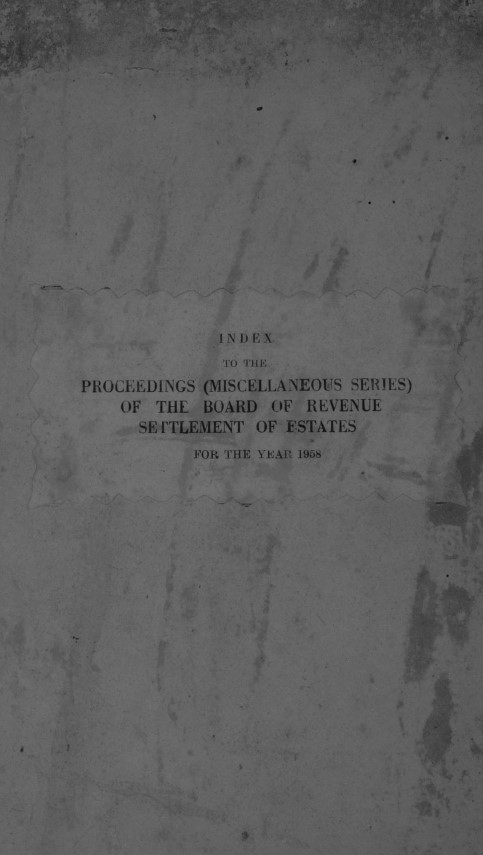 INDEX
TO THE
PROCEEDINGS (MISCELLANEOUS SERIES)
OF THE BOARD OF REVENUE
SETTLEMENT OF ESTATES
FOR THE YEAR 1958